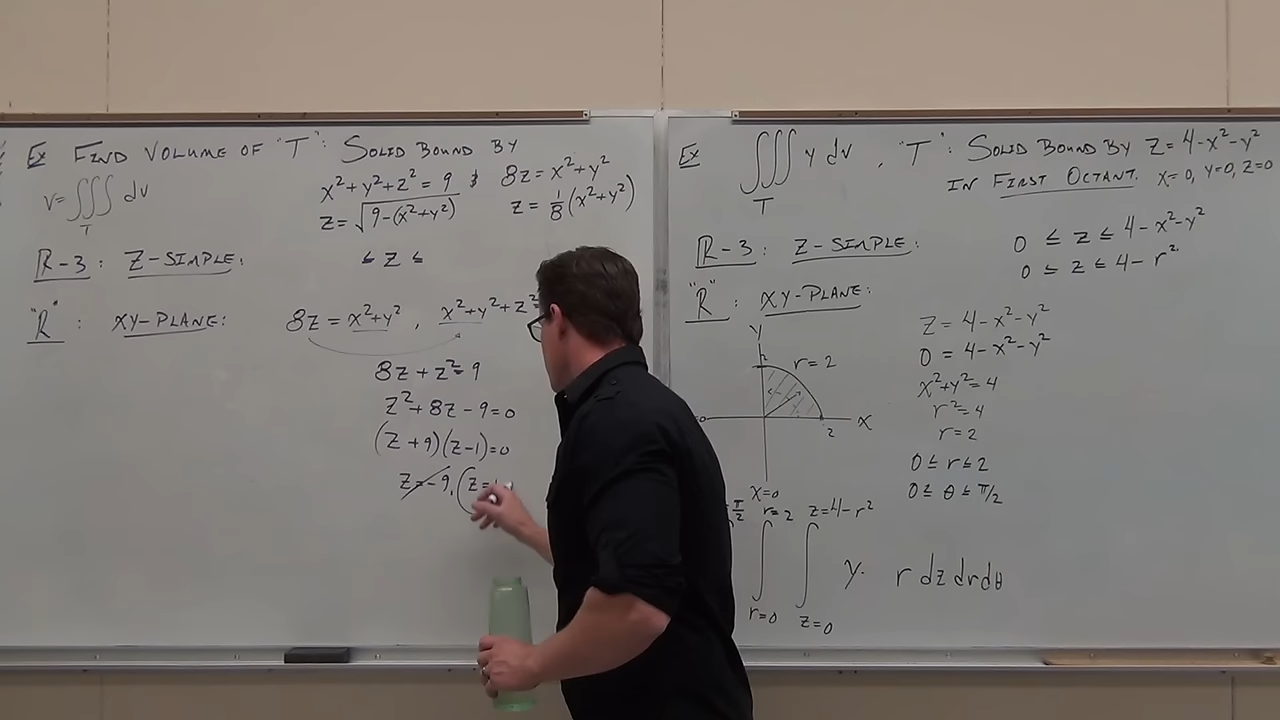 Ex FIND VOLUME OF "T": SOLID BOUND BY
x²+y²+z² = 9 & 8z = x²+y²
V = ∭ dV
T
z = √9-(x²+y²) z = 1/8 (x²+y²)
R-3 : Z-SIMPLE:
≤ z ≤
"R" : XY-PLANE:
8z = x²+y² , x²+y²+z²
8z + z² = 9
z² + 8z - 9 = 0
(z + 9)(z - 1) = 0
z = -9, z =
Ex ∭ y dV , "T": SOLID BOUND BY z = 4-x²-y²
T
IN FIRST OCTANT. x=0, y=0, z=0
R-3 : Z-SIMPLE:
0 ≤ z ≤ 4-x²-y²
0 ≤ z ≤ 4-r²
"R" : XY-PLANE:
y
2
r=2
x
2
x=0
z = 4-x²-y²
0 = 4-x²-y²
x²+y² = 4
r² = 4
r = 2
0 ≤ r ≤ 2
0 ≤ θ ≤ π/2
π/2 r=2 z=4-r²
∫ ∫ y · r dz dr dθ
r=0 z=0